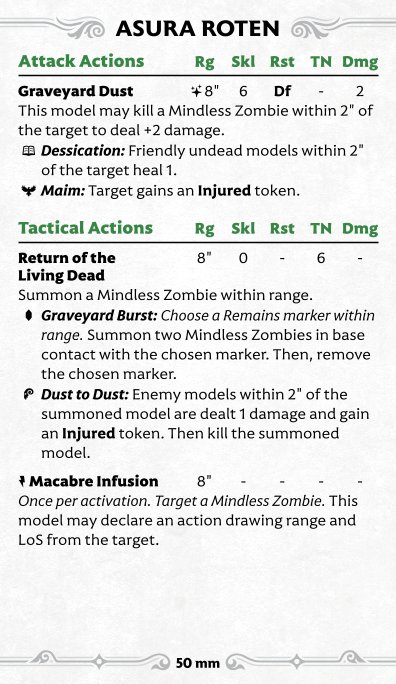 ASURA ROTEN
Attack Actions Rg Skl Rst TN Dmg
Graveyard Dust 8" 6 Df - 2
This model may kill a Mindless Zombie within 2" of
the target to deal +2 damage.
Dessication: Friendly undead models within 2"
of the target heal 1.
Maim: Target gains an Injured token.
Tactical Actions Rg Skl Rst TN Dmg
Return of the
Living Dead 8" 0 - 6 -
Summon a Mindless Zombie within range.
Graveyard Burst: Choose a Remains marker within
range. Summon two Mindless Zombies in base
contact with the chosen marker. Then, remove
the chosen marker.
Dust to Dust: Enemy models within 2" of the
summoned model are dealt 1 damage and gain
an Injured token. Then kill the summoned
model.
Macabre Infusion 8" - - - -
Once per activation. Target a Mindless Zombie. This
model may declare an action drawing range and
LoS from the target.
50 mm